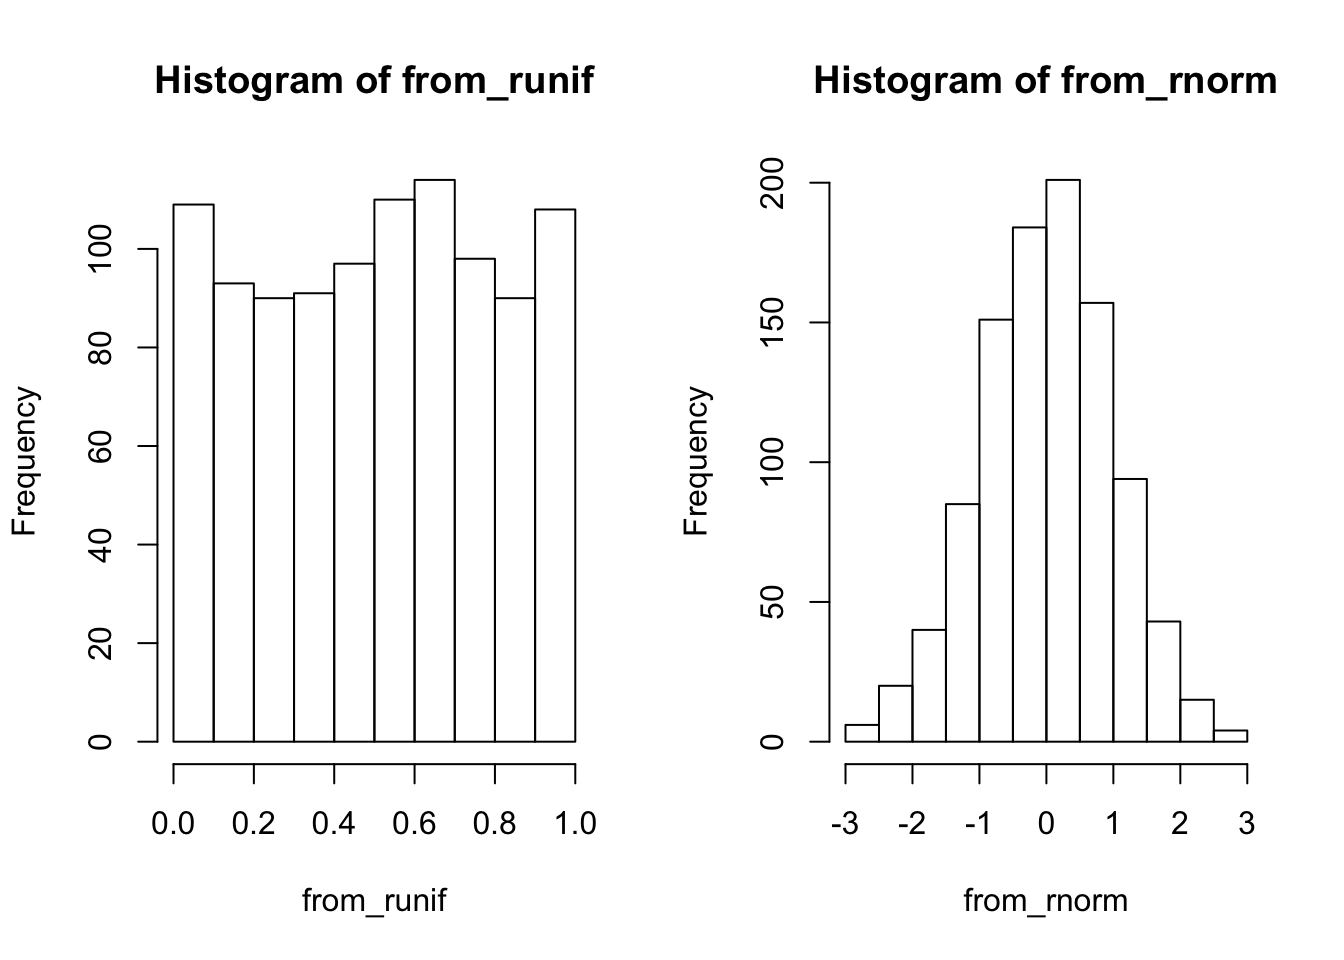 Histogram of from_runif
Frequency
0 20 40 60 80 100
0.0 0.2 0.4 0.6 0.8 1.0
from_runif
Histogram of from_rnorm
Frequency
0 50 100 150 200
-3 -2 -1 0 1 2 3
from_rnorm